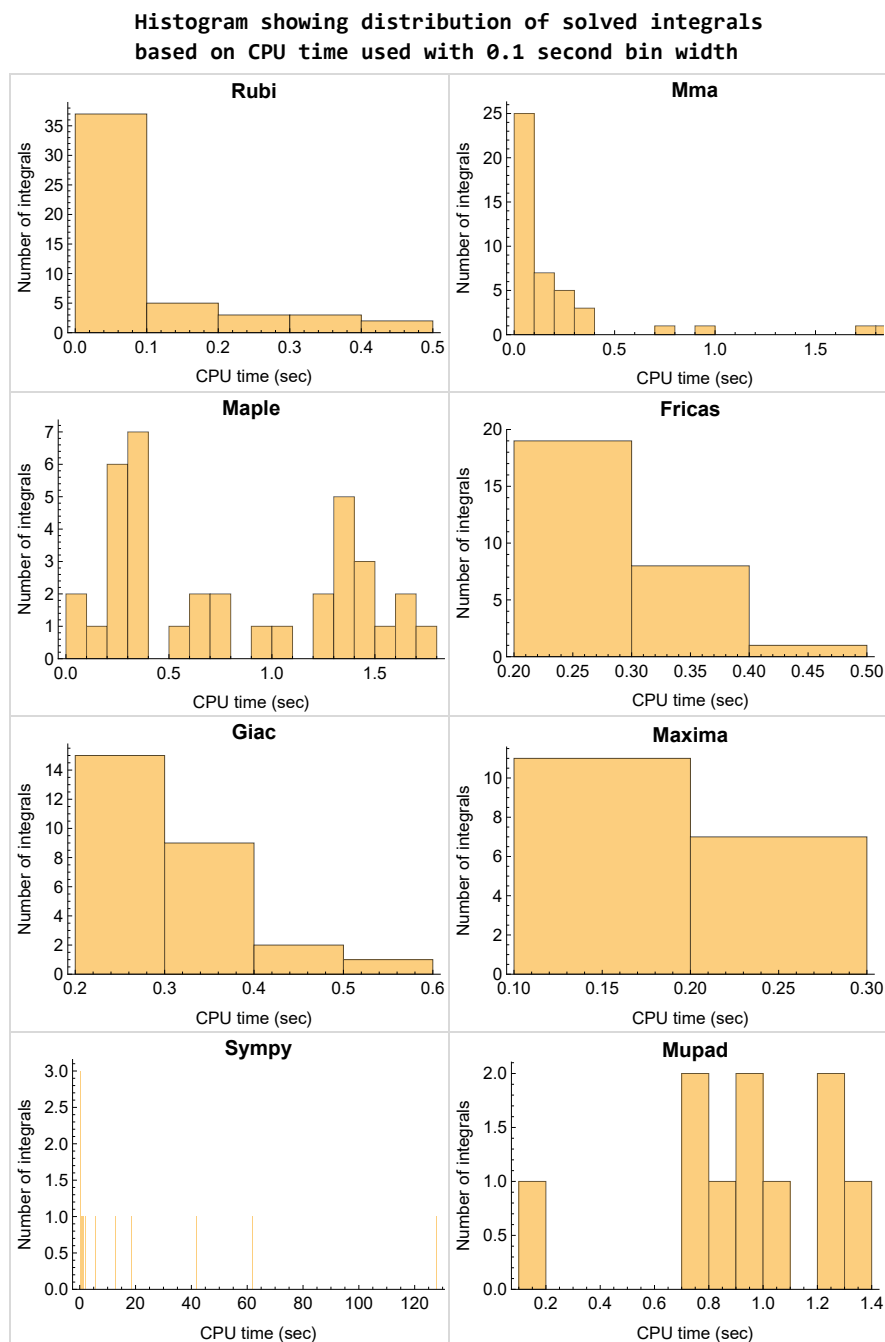 Histogram showing distribution of solved integrals
based on CPU time used with 0.1 second bin width
Rubi
Number of integrals
35
30
25
20
15
10
5
0
0.0 0.1 0.2 0.3 0.4 0.5
CPU time (sec)
Mma
Number of integrals
25
20
15
10
5
0
0.0 0.5 1.0 1.5
CPU time (sec)
Maple
Number of integrals
7
6
5
4
3
2
1
0
0.0 0.5 1.0 1.5
CPU time (sec)
Fricas
Number of integrals
20
15
10
5
0
0.20 0.25 0.30 0.35 0.40 0.45 0.50
CPU time (sec)
Giac
Number of integrals
14
12
10
8
6
4
2
0
0.2 0.3 0.4 0.5 0.6
CPU time (sec)
Maxima
Number of integrals
10
8
6
4
2
0
0.10 0.15 0.20 0.25 0.30
CPU time (sec)
Sympy
Number of integrals
3.0
2.5
2.0
1.5
1.0
0.5
0.0
0 20 40 60 80 100 120
CPU time (sec)
Mupad
Number of integrals
2.0
1.5
1.0
0.5
0.0
0.2 0.4 0.6 0.8 1.0 1.2 1.4
CPU time (sec)